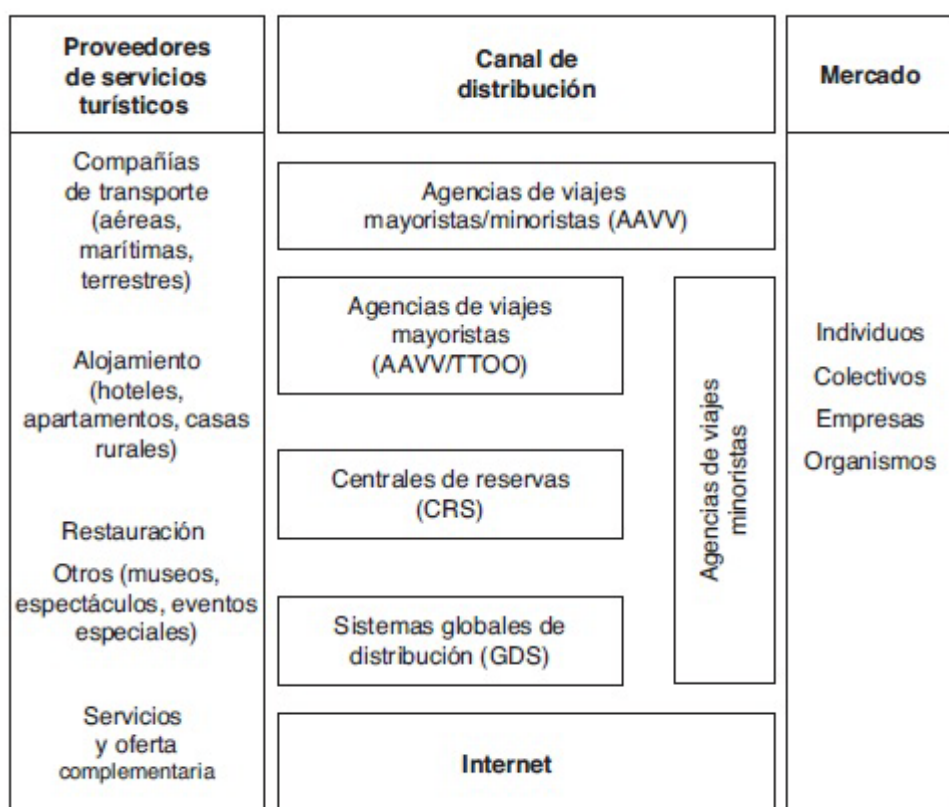 Proveedores
de servicios
turísticos
Canal de
distribución
Mercado
Compañías
de transporte
(aéreas,
marítimas,
terrestres)
Alojamiento
(hoteles,
apartamentos, casas
rurales)
Restauración
Otros (museos,
espectáculos, eventos
especiales)
Servicios
y oferta
complementaria
Agencias de viajes
mayoristas/minoristas (AAVV)
Agencias de viajes
mayoristas
(AAVV/TTOO)
Centrales de reservas
(CRS)
Sistemas globales de
distribución (GDS)
Agencias de viajes
minoristas
Internet
Individuos
Colectivos
Empresas
Organismos